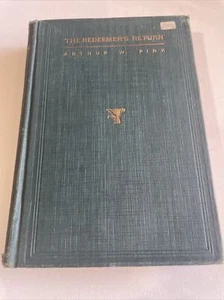 THE REDEEMER'S RETURN
ARTHUR W. PINK